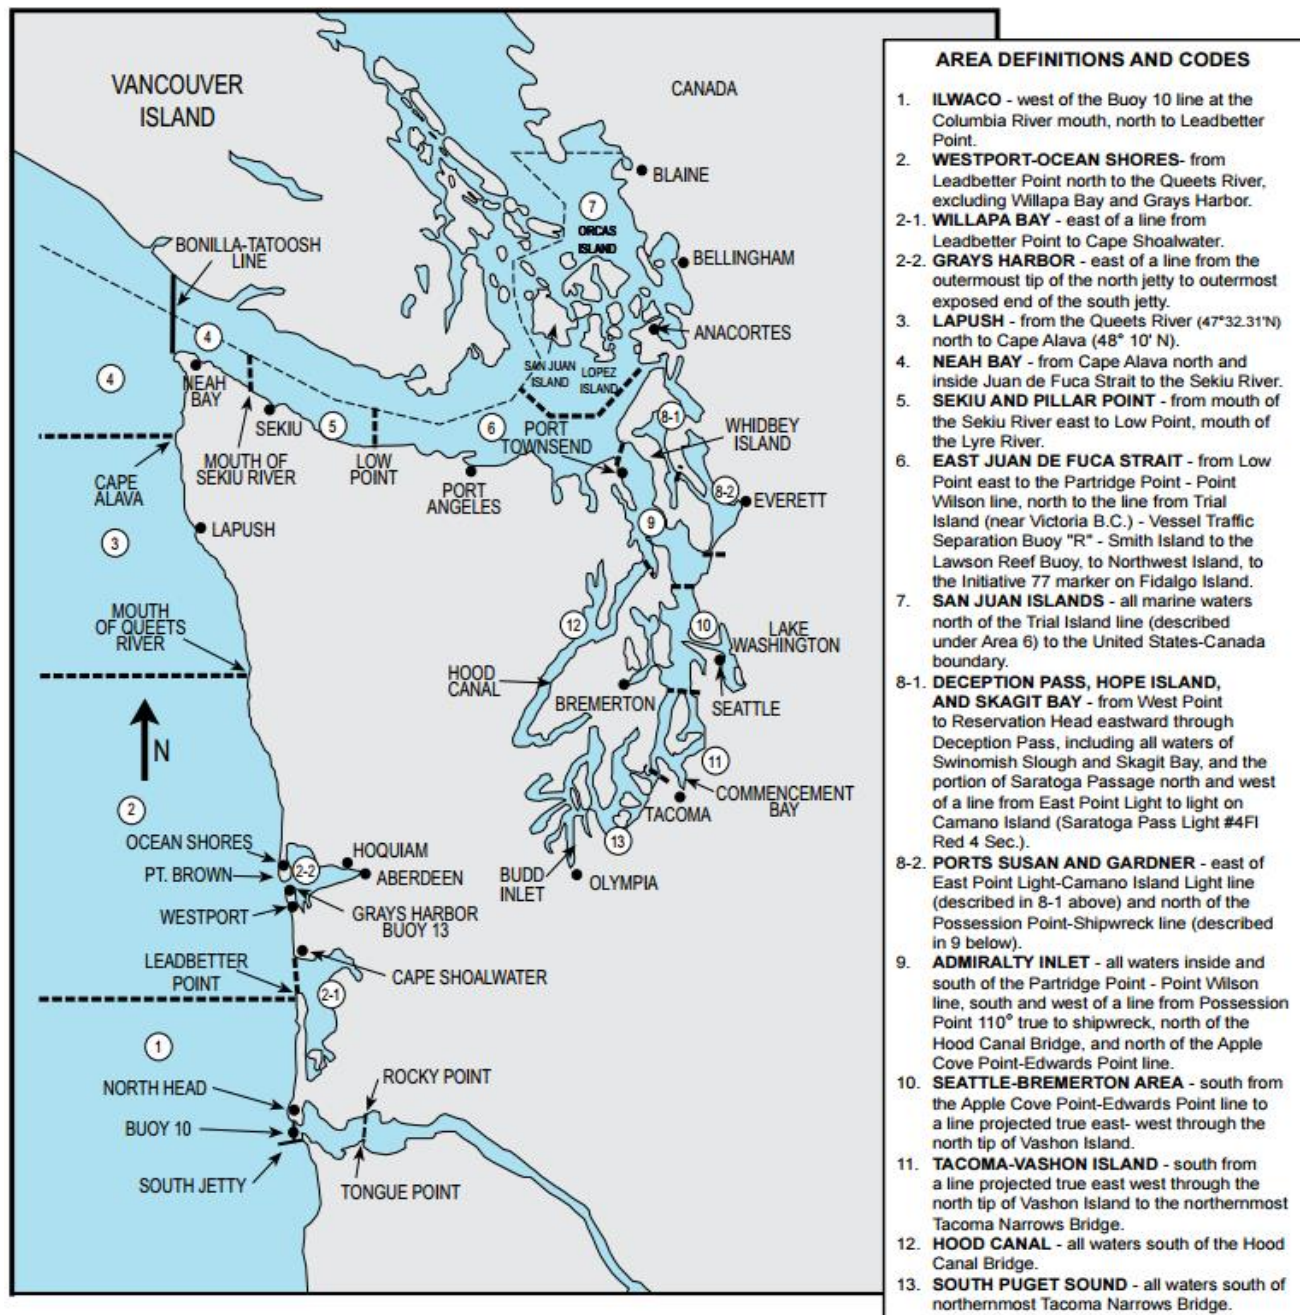 VANCOUVER
ISLAND
CANADA
BLAINE
7
ORCAS
ISLAND
BONILLA-TATOOSH
LINE
BELLINGHAM
ANACORTES
4
4
NEAH
BAY
SAN JUAN
ISLAND
LOPEZ
ISLAND
8-1
WHIDBEY
ISLAND
SEKIU
5
6
PORT
TOWNSEND
CAPE
ALAVA
MOUTH OF
SEKIU RIVER
LOW
POINT
PORT
ANGELES
8-2
EVERETT
3
LAPUSH
9
MOUTH
OF QUEETS
RIVER
12
10
LAKE
WASHINGTON
HOOD
CANAL
BREMERTON
SEATTLE
N
11
2
TACOMA
COMMENCEMENT
BAY
OCEAN SHORES
HOQUIAM
13
PT. BROWN
2-2
ABERDEEN
BUDD
INLET
OLYMPIA
WESTPORT
GRAYS HARBOR
BUOY 13
LEADBETTER
POINT
CAPE SHOALWATER
2-1
1
NORTH HEAD
ROCKY POINT
BUOY 10
SOUTH JETTY
TONGUE POINT
AREA DEFINITIONS AND CODES
1. ILWACO - west of the Buoy 10 line at the
Columbia River mouth, north to Leadbetter
Point.
2. WESTPORT-OCEAN SHORES- from
Leadbetter Point north to the Queets River,
excluding Willapa Bay and Grays Harbor.
2-1. WILLAPA BAY - east of a line from
Leadbetter Point to Cape Shoalwater.
2-2. GRAYS HARBOR - east of a line from the
outermoust tip of the north jetty to outermost
exposed end of the south jetty.
3. LAPUSH - from the Queets River (47°32.31'N)
north to Cape Alava (48° 10' N).
4. NEAH BAY - from Cape Alava north and
inside Juan de Fuca Strait to the Sekiu River.
5. SEKIU AND PILLAR POINT - from mouth of
the Sekiu River east to Low Point, mouth of
the Lyre River.
6. EAST JUAN DE FUCA STRAIT - from Low
Point east to the Partridge Point - Point
Wilson line, north to the line from Trial
Island (near Victoria B.C.) - Vessel Traffic
Separation Buoy "R" - Smith Island to the
Lawson Reef Buoy, to Northwest Island, to
the Initiative 77 marker on Fidalgo Island.
7. SAN JUAN ISLANDS - all marine waters
north of the Trial Island line (described
under Area 6) to the United States-Canada
boundary.
8-1. DECEPTION PASS, HOPE ISLAND,
AND SKAGIT BAY - from West Point
to Reservation Head eastward through
Deception Pass, including all waters of
Swinomish Slough and Skagit Bay, and the
portion of Saratoga Passage north and west
of a line from East Point Light to light on
Camano Island (Saratoga Pass Light #4FI
Red 4 Sec.).
8-2. PORTS SUSAN AND GARDNER - east of
East Point Light-Camano Island Light line
(described in 8-1 above) and north of the
Possession Point-Shipwreck line (described
in 9 below).
9. ADMIRALTY INLET - all waters inside and
south of the Partridge Point - Point Wilson
line, south and west of a line from Possession
Point 110° true to shipwreck, north of the
Hood Canal Bridge, and north of the Apple
Cove Point-Edwards Point line.
10. SEATTLE-BREMERTON AREA - south from
the Apple Cove Point-Edwards Point line to
a line projected true east- west through the
north tip of Vashon Island.
11. TACOMA-VASHON ISLAND - south from
a line projected true east west through the
north tip of Vashon Island to the northernmost
Tacoma Narrows Bridge.
12. HOOD CANAL - all waters south of the Hood
Canal Bridge.
13. SOUTH PUGET SOUND - all waters south of
northernmost Tacoma Narrows Bridge.